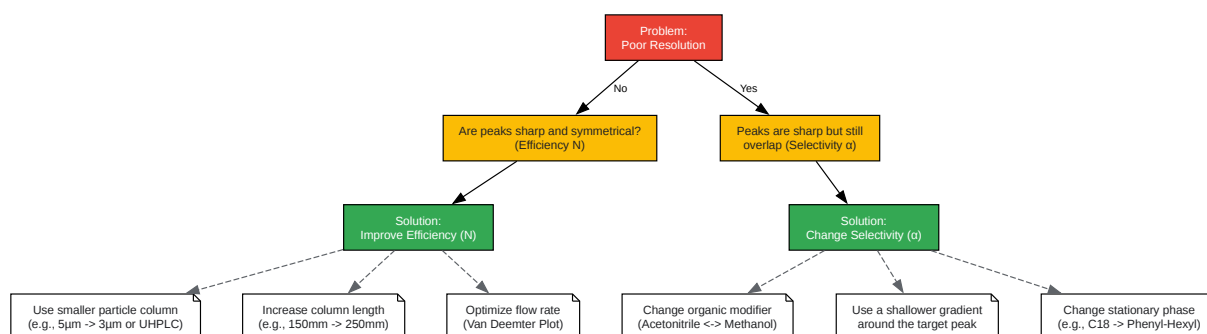 Problem:
Poor Resolution
No
Yes
Are peaks sharp and symmetrical?
(Efficiency N)
Peaks are sharp but still
overlap (Selectivity α)
Solution:
Improve Efficiency (N)
Solution:
Change Selectivity (α)
Use smaller particle column
(e.g., 5µm -> 3µm or UHPLC)
Increase column length
(e.g., 150mm -> 250mm)
Optimize flow rate
(Van Deemter Plot)
Change organic modifier
(Acetonitrile <-> Methanol)
Use a shallower gradient
around the target peak
Change stationary phase
(e.g., C18 -> Phenyl-Hexyl)